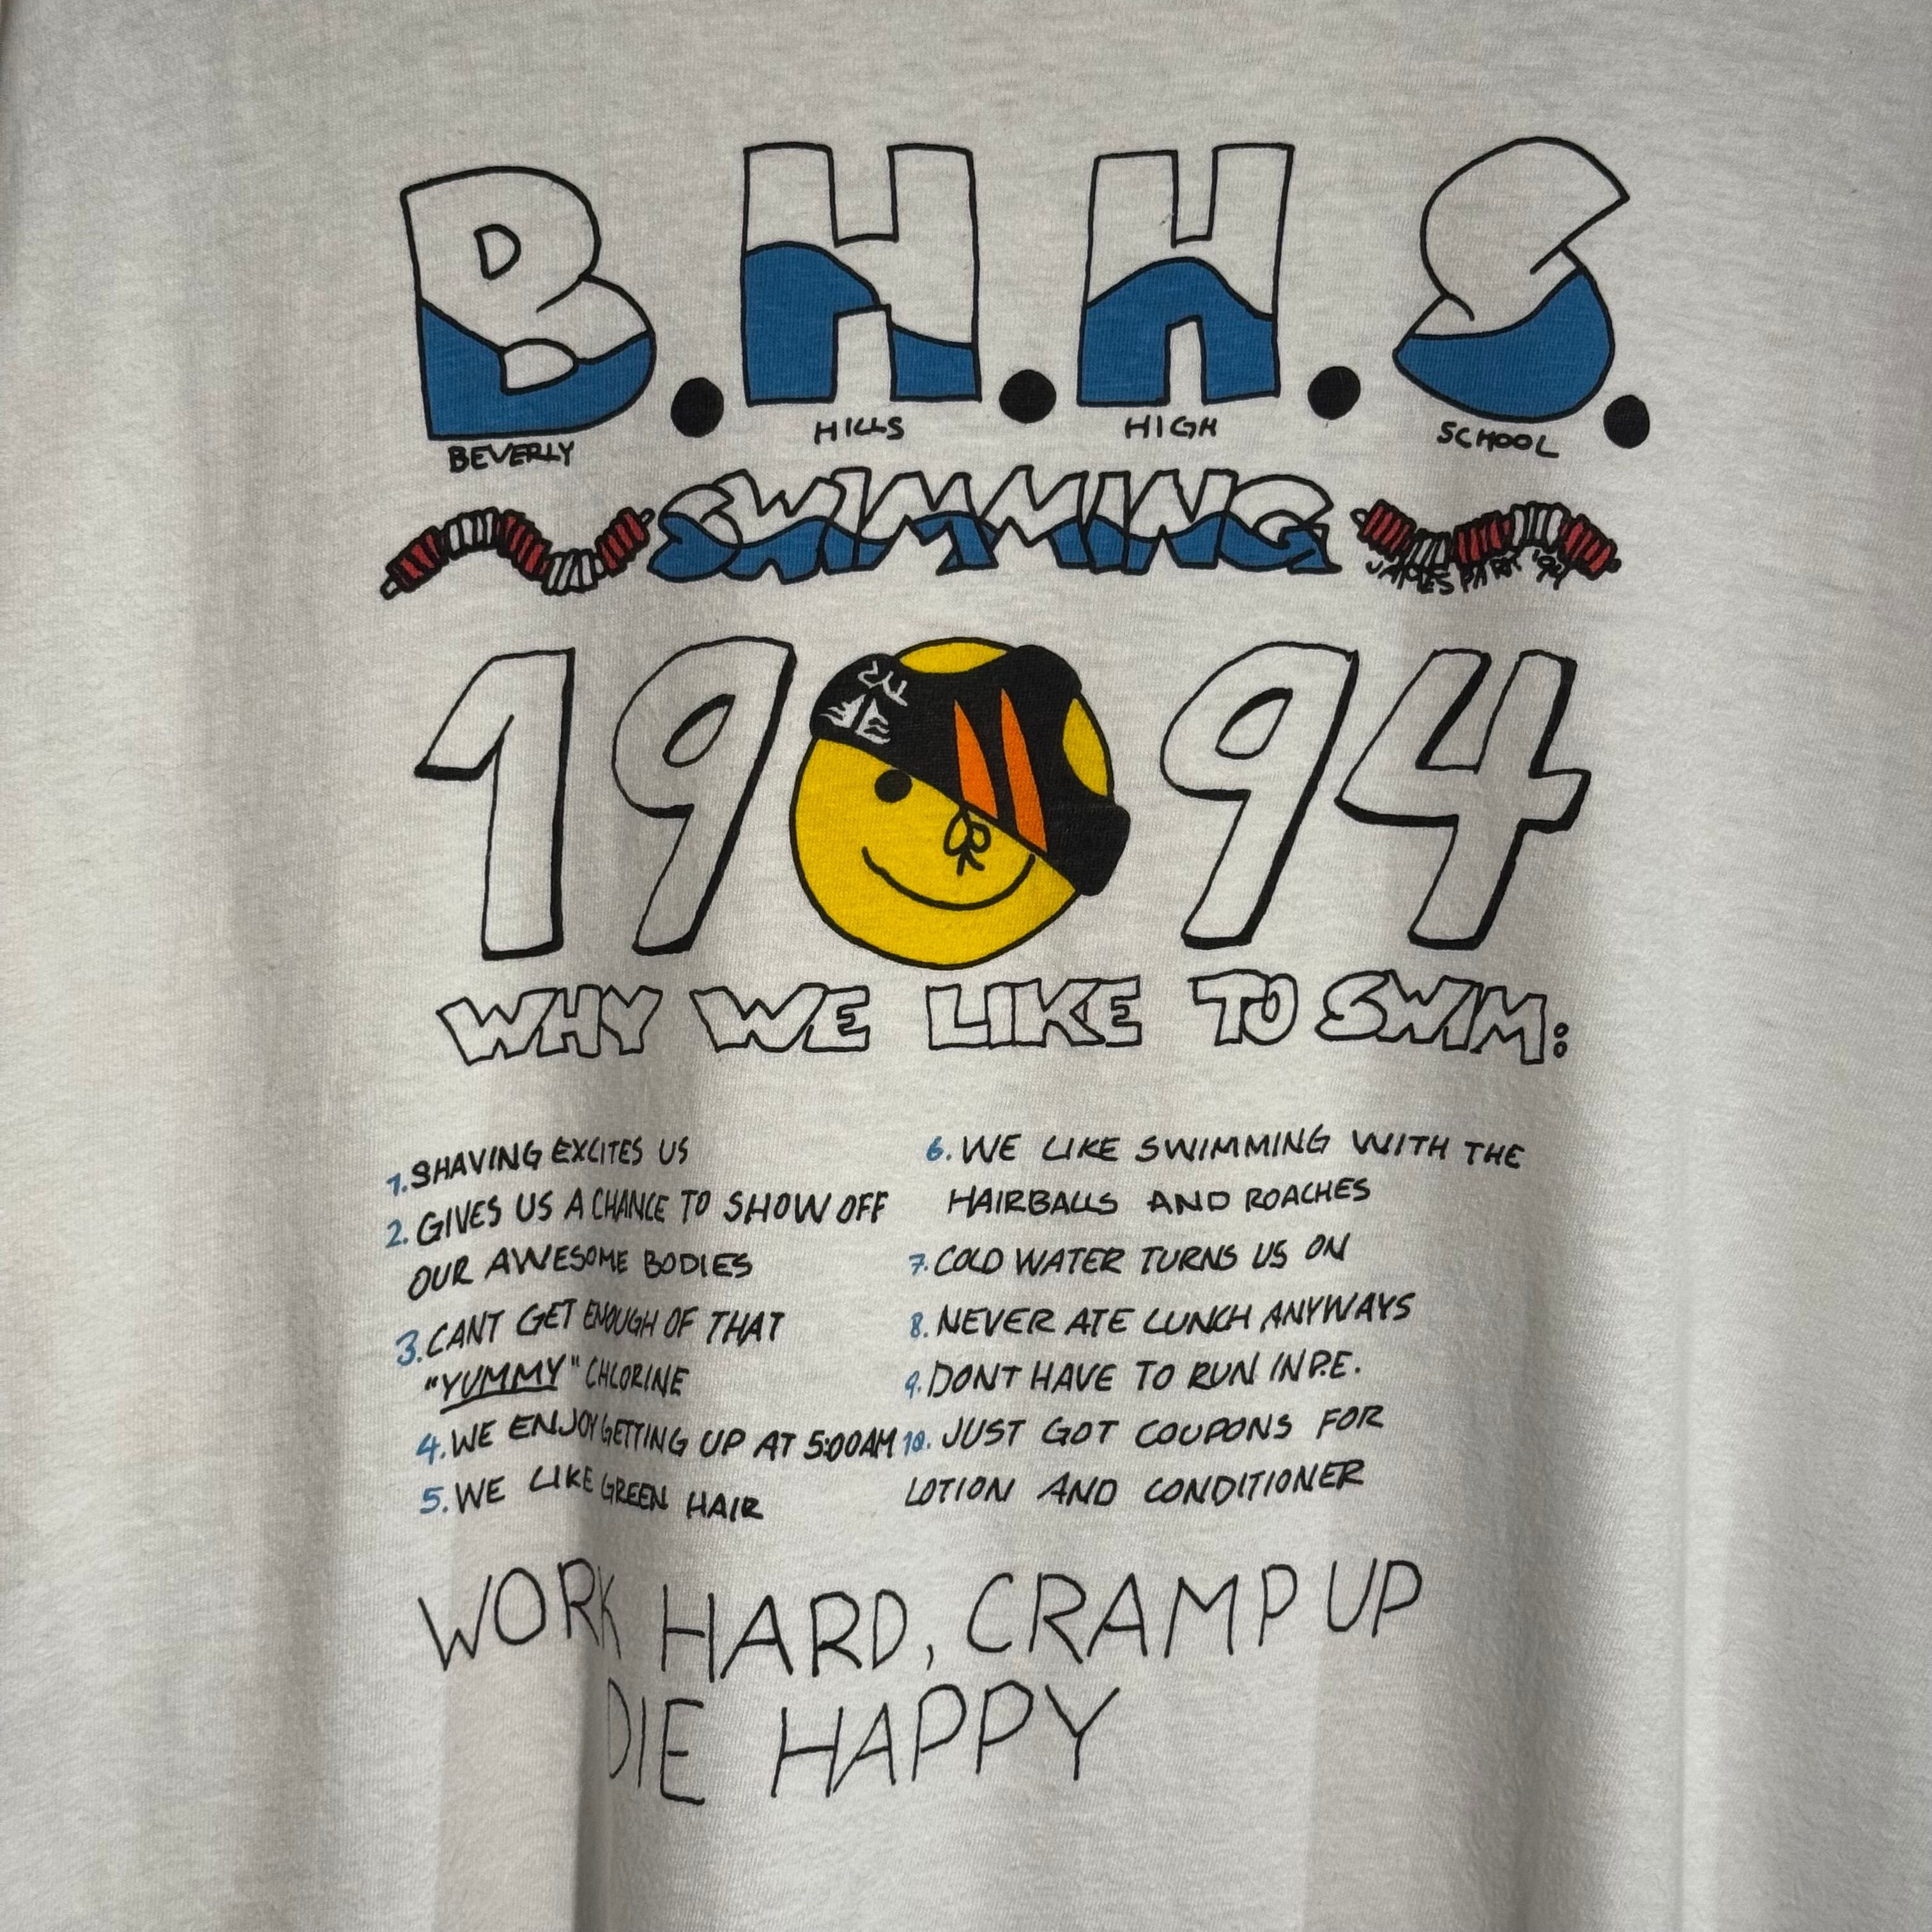 B.H.H.S.
BEVERLY HILLS HIGH SCHOOL
SWIMMING
JAMES PARK '94
19 94
WHY WE LIKE TO SWIM:
1. SHAVING EXCITES US
2. GIVES US A CHANCE TO SHOW OFF
OUR AWESOME BODIES
3. CANT GET ENOUGH OF THAT
"YUMMY" CHLORINE
4. WE ENJOY GETTING UP AT 5:00AM
5. WE LIKE GREEN HAIR
6. WE LIKE SWIMMING WITH THE
HAIRBALLS AND ROACHES
7. COLD WATER TURNS US ON
8. NEVER ATE LUNCH ANYWAYS
9. DONT HAVE TO RUN IN P.E.
10. JUST GOT COUPONS FOR
LOTION AND CONDITIONER
WORK HARD, CRAMP UP
DIE HAPPY